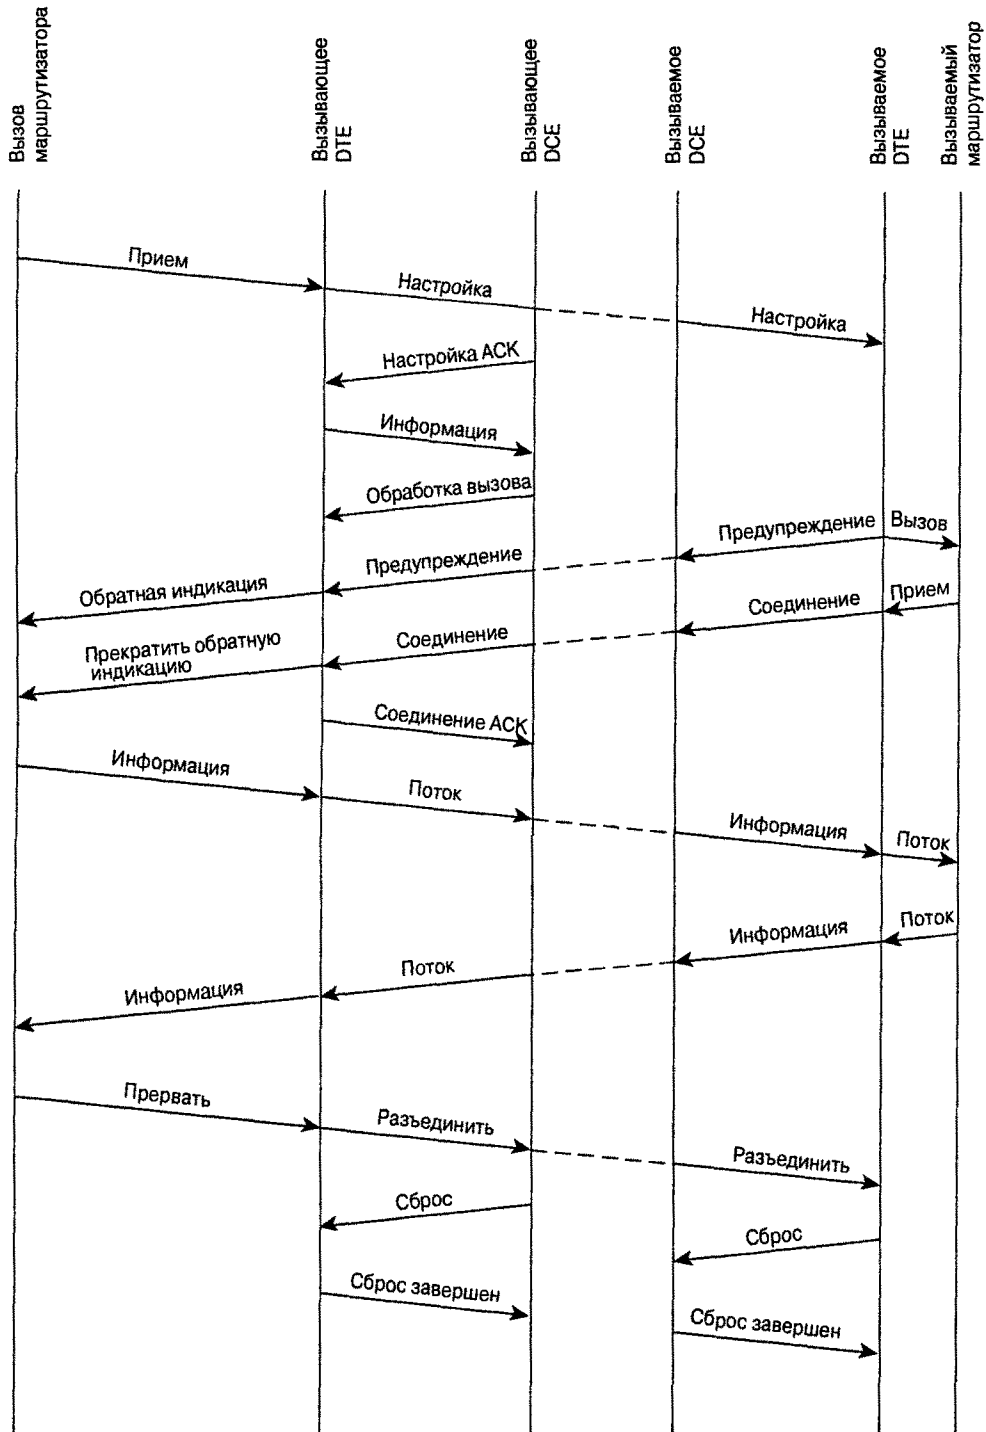 Вызов
маршрутизатора
Вызывающее
DTE
Вызывающее
DCE
Вызываемое
DCE
Вызываемое
DTE
Вызываемый
маршрутизатор
Прием
Настройка
Настройка
Настройка ACK
Информация
Обработка вызова
Предупреждение
Вызов
Предупреждение
Обратная индикация
Прием
Соединение
Соединение
Прекратить обратную
индикацию
Соединение ACK
Информация
Поток
Информация
Поток
Поток
Информация
Поток
Информация
Прервать
Разъединить
Разъединить
Сброс
Сброс
Сброс завершен
Сброс завершен